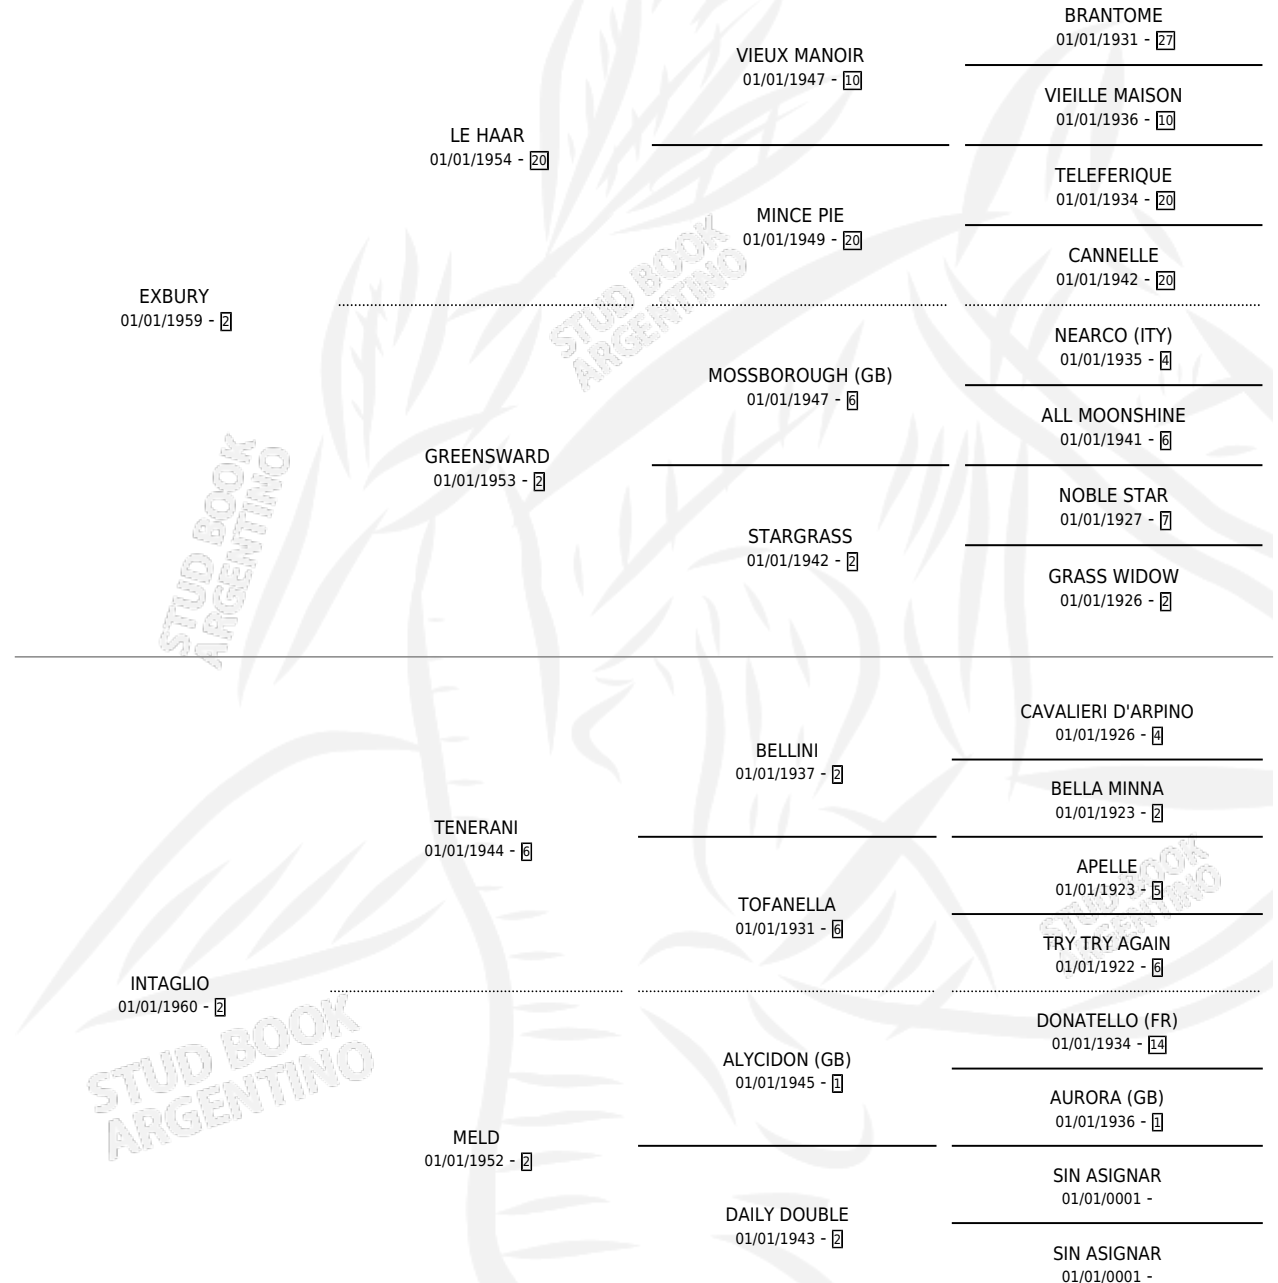 BRANTOME
01/01/1931 - 27
VIEUX MANOIR
01/01/1947 - 10
VIEILLE MAISON
01/01/1936 - 10
LE HAAR
01/01/1954 - 20
TELEFERIQUE
01/01/1934 - 20
MINCE PIE
01/01/1949 - 20
CANNELLE
01/01/1942 - 20
EXBURY
01/01/1959 - 2
NEARCO (ITY)
01/01/1935 - 4
MOSSBOROUGH (GB)
01/01/1947 - 6
ALL MOONSHINE
01/01/1941 - 6
GREENSWARD
01/01/1953 - 2
NOBLE STAR
01/01/1927 - 7
STARGRASS
01/01/1942 - 2
GRASS WIDOW
01/01/1926 - 2
CAVALIERI D'ARPINO
01/01/1926 - 4
BELLINI
01/01/1937 - 2
BELLA MINNA
01/01/1923 - 2
TENERANI
01/01/1944 - 6
APELLE
01/01/1923 - 5
TOFANELLA
01/01/1931 - 6
TRY TRY AGAIN
01/01/1922 - 6
INTAGLIO
01/01/1960 - 2
DONATELLO (FR)
01/01/1934 - 14
ALYCIDON (GB)
01/01/1945 - 1
AURORA (GB)
01/01/1936 - 1
MELD
01/01/1952 - 2
SIN ASIGNAR
01/01/0001 -
DAILY DOUBLE
01/01/1943 - 2
SIN ASIGNAR
01/01/0001 -
STUD BOOK
ARGENTINO
STUD BOOK
ARGENTINO
STUD BOOK
ARGENTINO
STUD BOOK
ARGENTINO